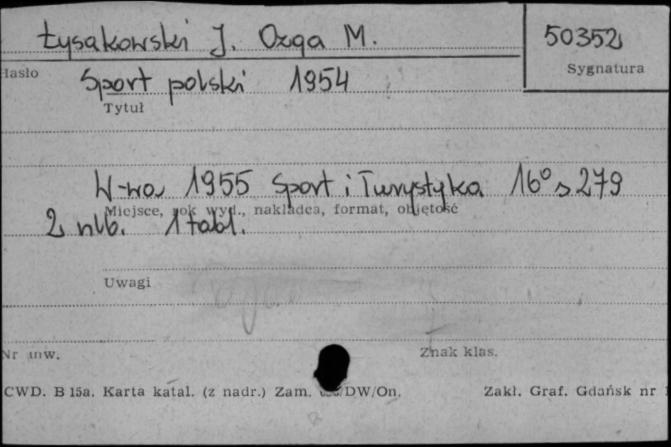 Łysakowski J. Ozga M.
50352
Hasło
Sygnatura
Sport polski 1954
Tytuł
W-wa 1955 Sport i Turystyka 16° s 279
Miejsce, rok wyd., nakładca, format, objętość
2 nlb. 1 tabl.
Uwagi
Nr inw.
Znak klas.
CWD. B 15a. Karta katal. (z nadr.) Zam. /DW/On.
Zakł. Graf. Gdańsk nr